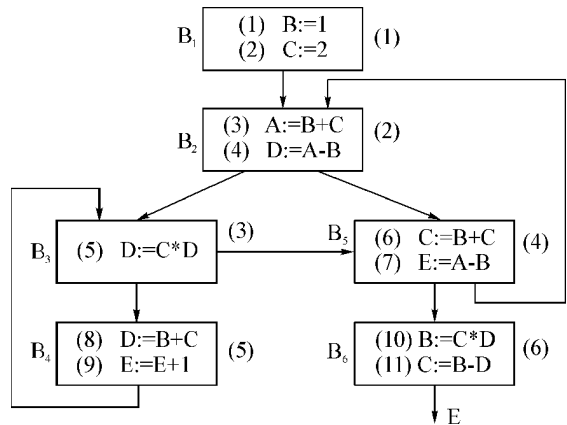 B1 (1) B:=1 (1)
(2) C:=2
B2 (3) A:=B+C (2)
(4) D:=A-B
B3 (5) D:=C*D (3)
B5 (6) C:=B+C (4)
(7) E:=A-B
B4 (8) D:=B+C (5)
(9) E:=E+1
B6 (10) B:=C*D (6)
(11) C:=B-D
E